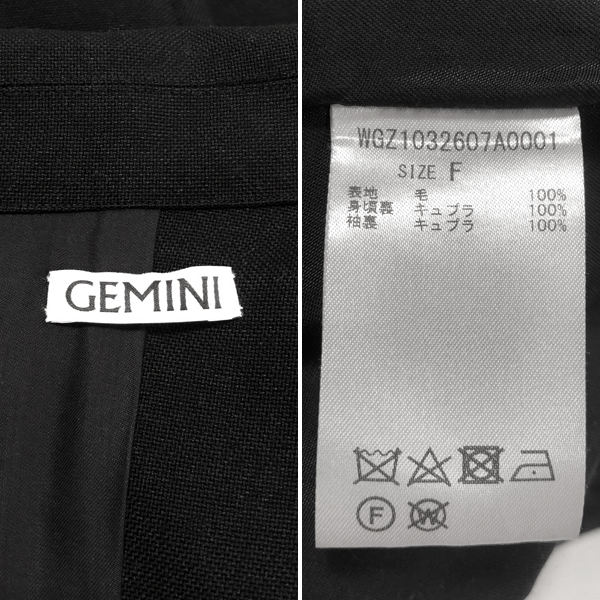 GEMINI
WGZ1032607A0001
SIZE F
表地 毛 100%
身頃裏 キュプラ 100%
袖裏 キュプラ 100%
F W